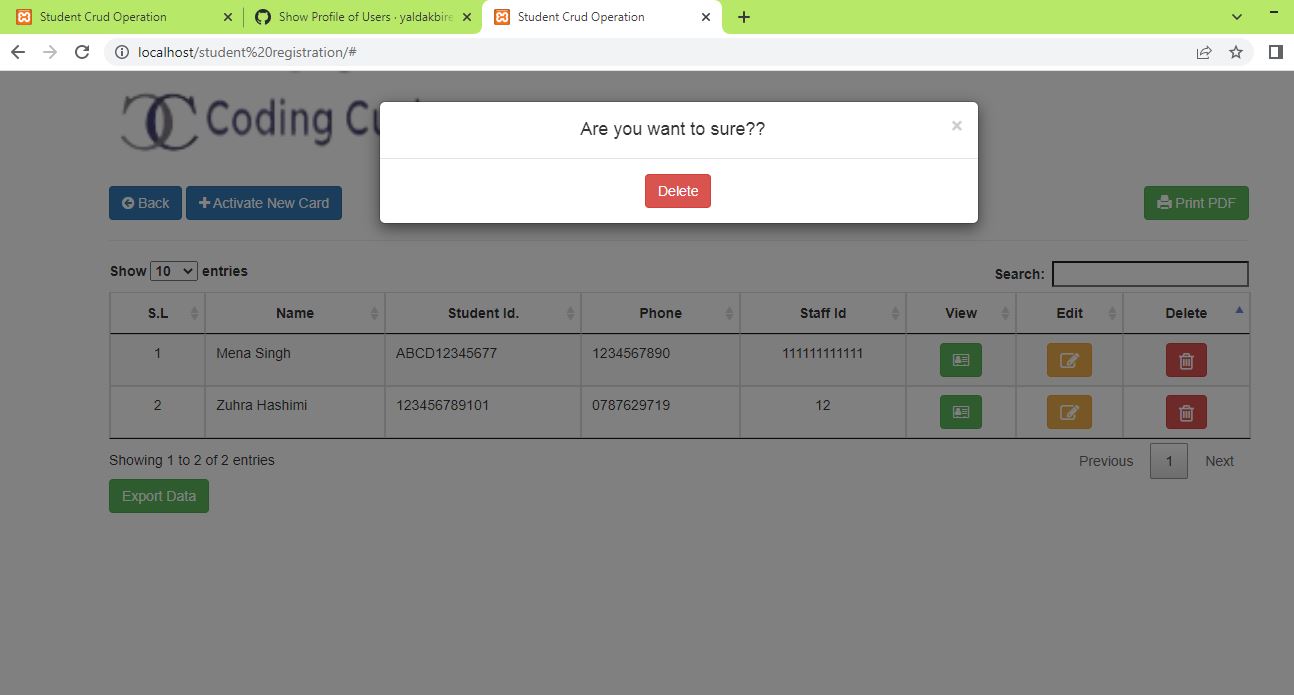 Student Crud Operation
Show Profile of Users · yaldakbire
Student Crud Operation
localhost/student%20registration/#
Coding
Are you want to sure??
Delete
Back
Activate New Card
Print PDF
Show 10 entries
Search:
S.L Name Student Id. Phone Staff Id View Edit Delete
1 Mena Singh ABCD12345677 1234567890 111111111111
2 Zuhra Hashimi 123456789101 0787629719 12
Showing 1 to 2 of 2 entries
Previous 1 Next
Export Data